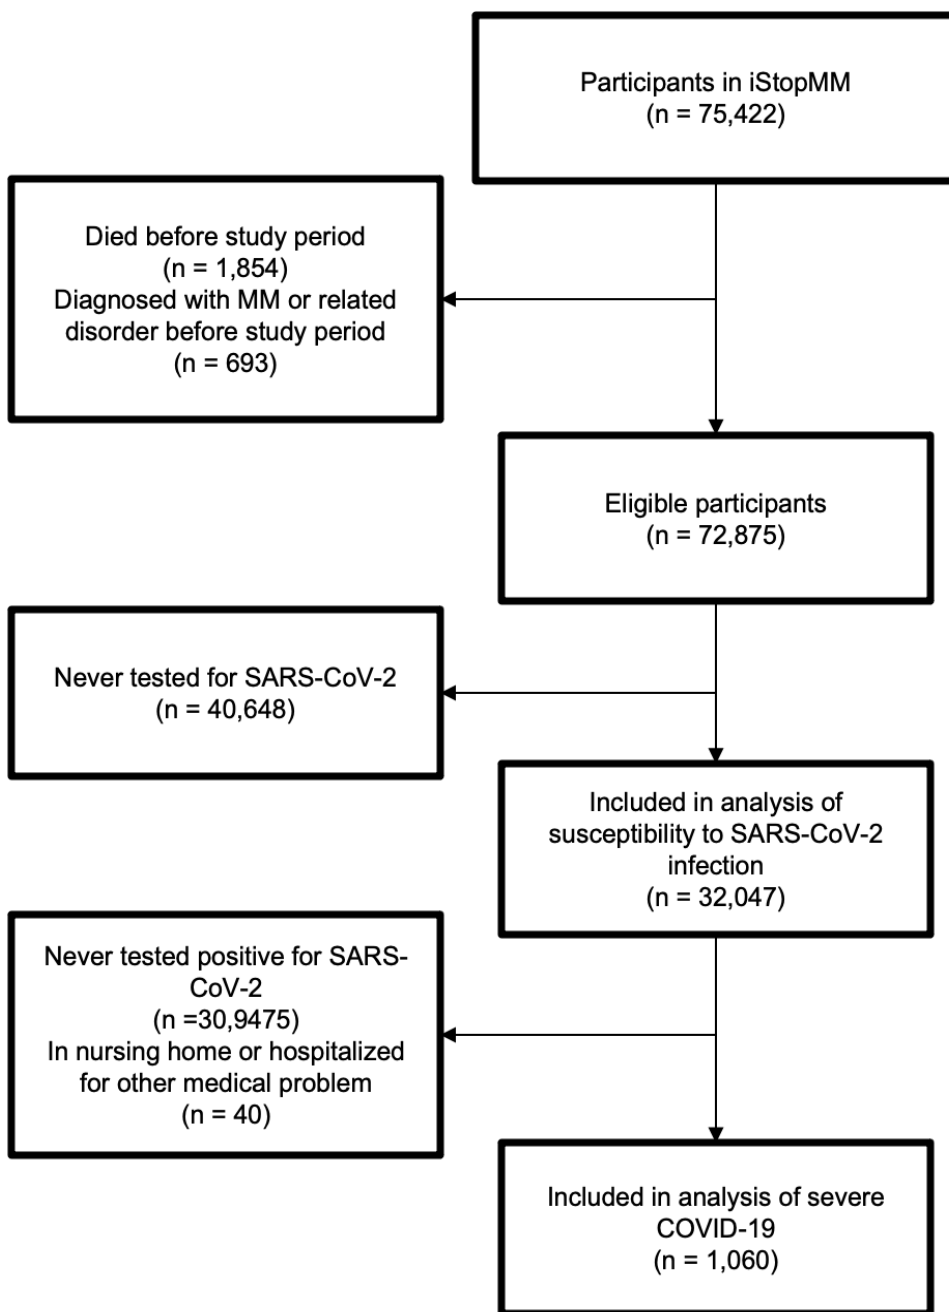 Participants in iStopMM
(n = 75,422)
Died before study period
(n = 1,854)
Diagnosed with MM or related
disorder before study period
(n = 693)
Eligible participants
(n = 72,875)
Never tested for SARS-CoV-2
(n = 40,648)
Included in analysis of
susceptibility to SARS-CoV-2
infection
(n = 32,047)
Never tested positive for SARS-
CoV-2
(n =30,9475)
In nursing home or hospitalized
for other medical problem
(n = 40)
Included in analysis of severe
COVID-19
(n = 1,060)